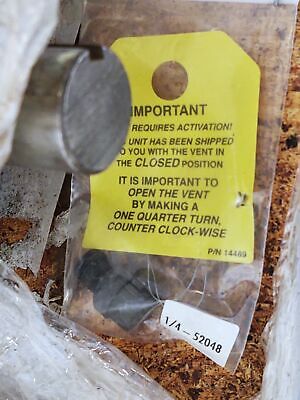 IMPORTANT
REQUIRES ACTIVATION!
UNIT HAS BEEN SHIPPED
TO YOU WITH THE VENT IN
THE CLOSED POSITION
IT IS IMPORTANT TO
OPEN THE VENT
BY MAKING A
ONE QUARTER TURN,
COUNTER CLOCK-WISE
P/N 14469
1/4-52048